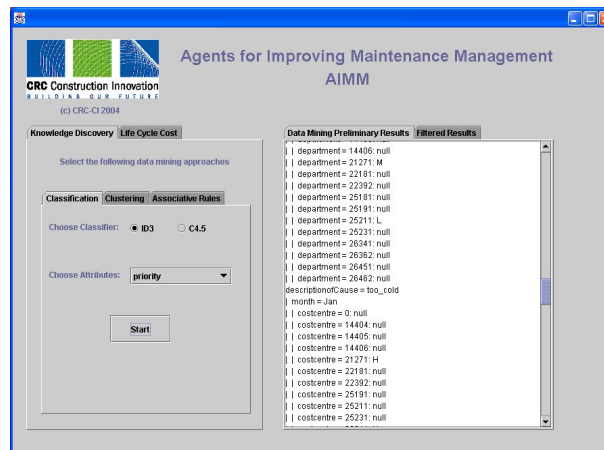 Agents for Improving Maintenance Management
AIMM
CRC Construction Innovation
BUILDING OUR FUTURE
(c) CRC-CI 2004
Knowledge Discovery Life Cycle Cost
Select the following data mining approaches
Classification Clustering Associative Rules
Choose Classifier: ID3 C4.5
Choose Attributes: priority
Start
Data Mining Preliminary Results Filtered Results
| | department = 14406: null
| | department = 21271: M
| | department = 22181: null
| | department = 22392: null
| | department = 25181: null
| | department = 25191: null
| | department = 25211: L
| | department = 25231: null
| | department = 26341: null
| | department = 26362: null
| | department = 26451: null
| | department = 26462: null
descriptionofCause = too_cold
| month = Jan
| | costcentre = 0: null
| | costcentre = 14404: null
| | costcentre = 14405: null
| | costcentre = 14406: null
| | costcentre = 21271: H
| | costcentre = 22181: null
| | costcentre = 22392: null
| | costcentre = 25191: null
| | costcentre = 25211: null
| | costcentre = 25231: null